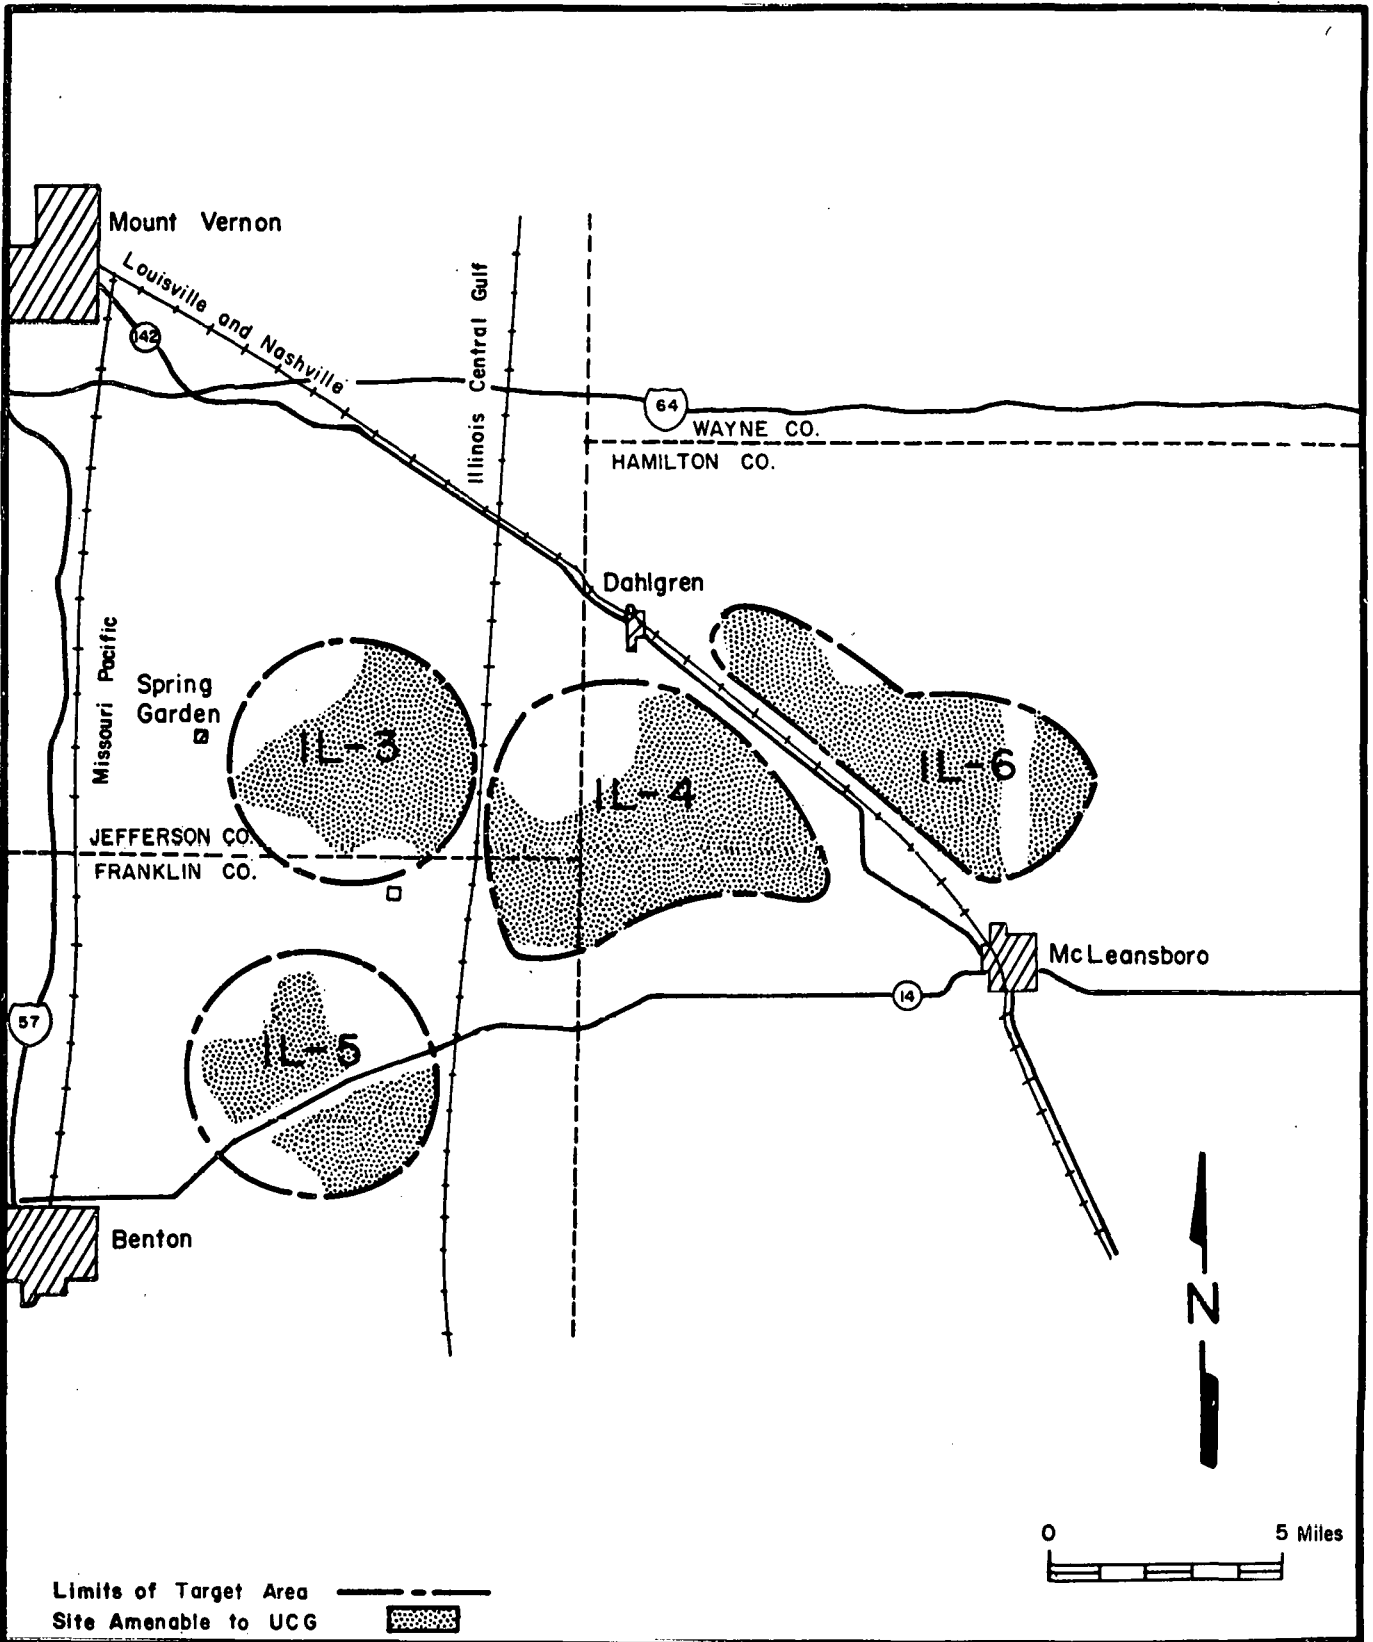 Mount Vernon
Louisville and Nashville
142
Illinois Central Gulf
64
WAYNE CO.
HAMILTON CO.
Dahlgren
Missouri Pacific
Spring
Garden
IL-3
IL-4
IL-6
JEFFERSON CO.
FRANKLIN CO.
McLeansboro
14
57
IL-5
Benton
N
0 5 Miles
Limits of Target Area
Site Amenable to UCG